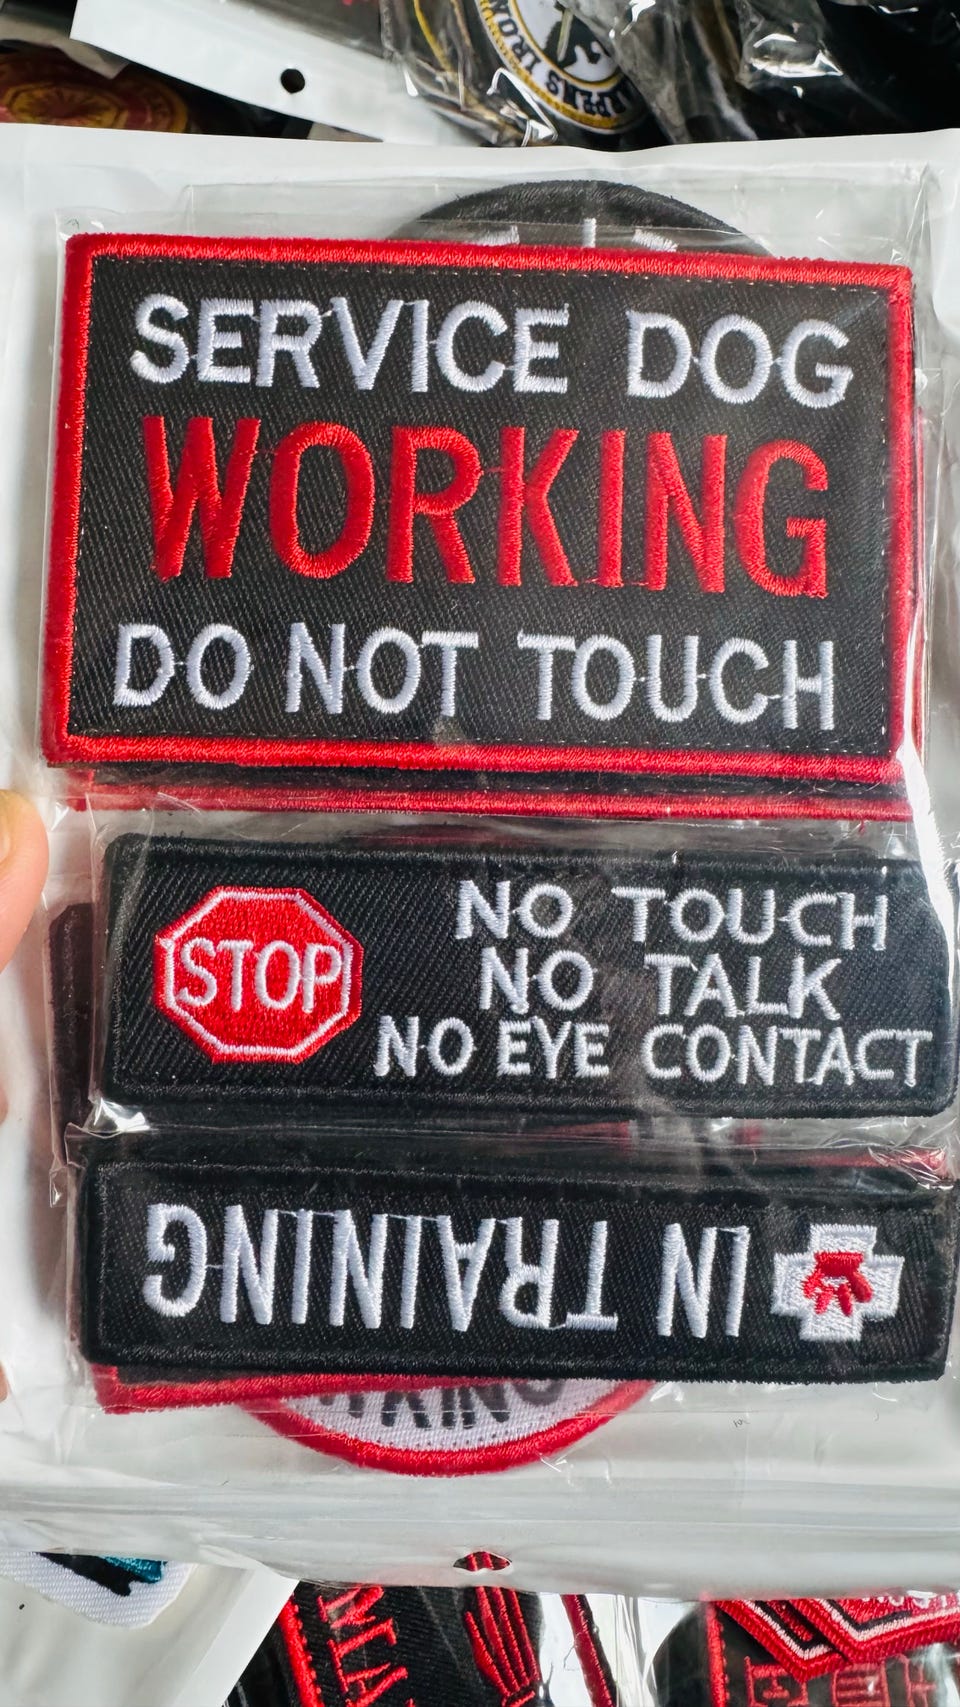 SERVICE DOG
WORKING
DO NOT TOUCH
STOP
NO TOUCH
NO TALK
NO EYE CONTACT
IN TRAINING